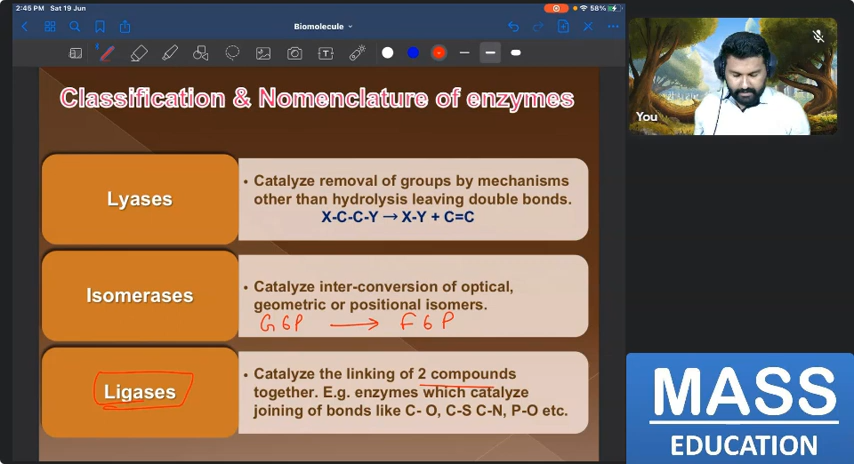 2:45 PM Sat 19 Jun
58%
Biomolecule
Classification & Nomenclature of enzymes
Lyases
• Catalyze removal of groups by mechanisms
other than hydrolysis leaving double bonds.
X-C-C-Y → X-Y + C=C
Isomerases
• Catalyze inter-conversion of optical,
geometric or positional isomers.
G6P → F6P
Ligases
• Catalyze the linking of 2 compounds
together. E.g. enzymes which catalyze
joining of bonds like C- O, C-S C-N, P-O etc.
You
MASS
EDUCATION